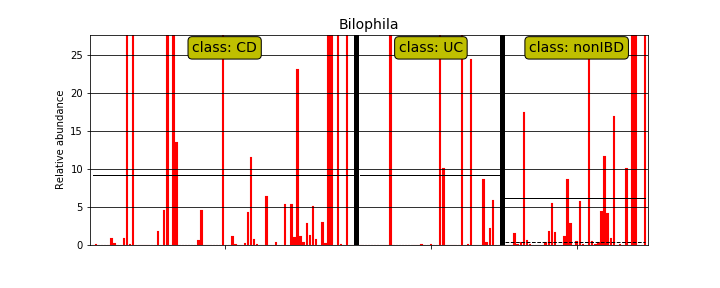 Bilophila
class: CD
class: UC
class: nonIBD
Relative abundance
25
20
15
10
5
0